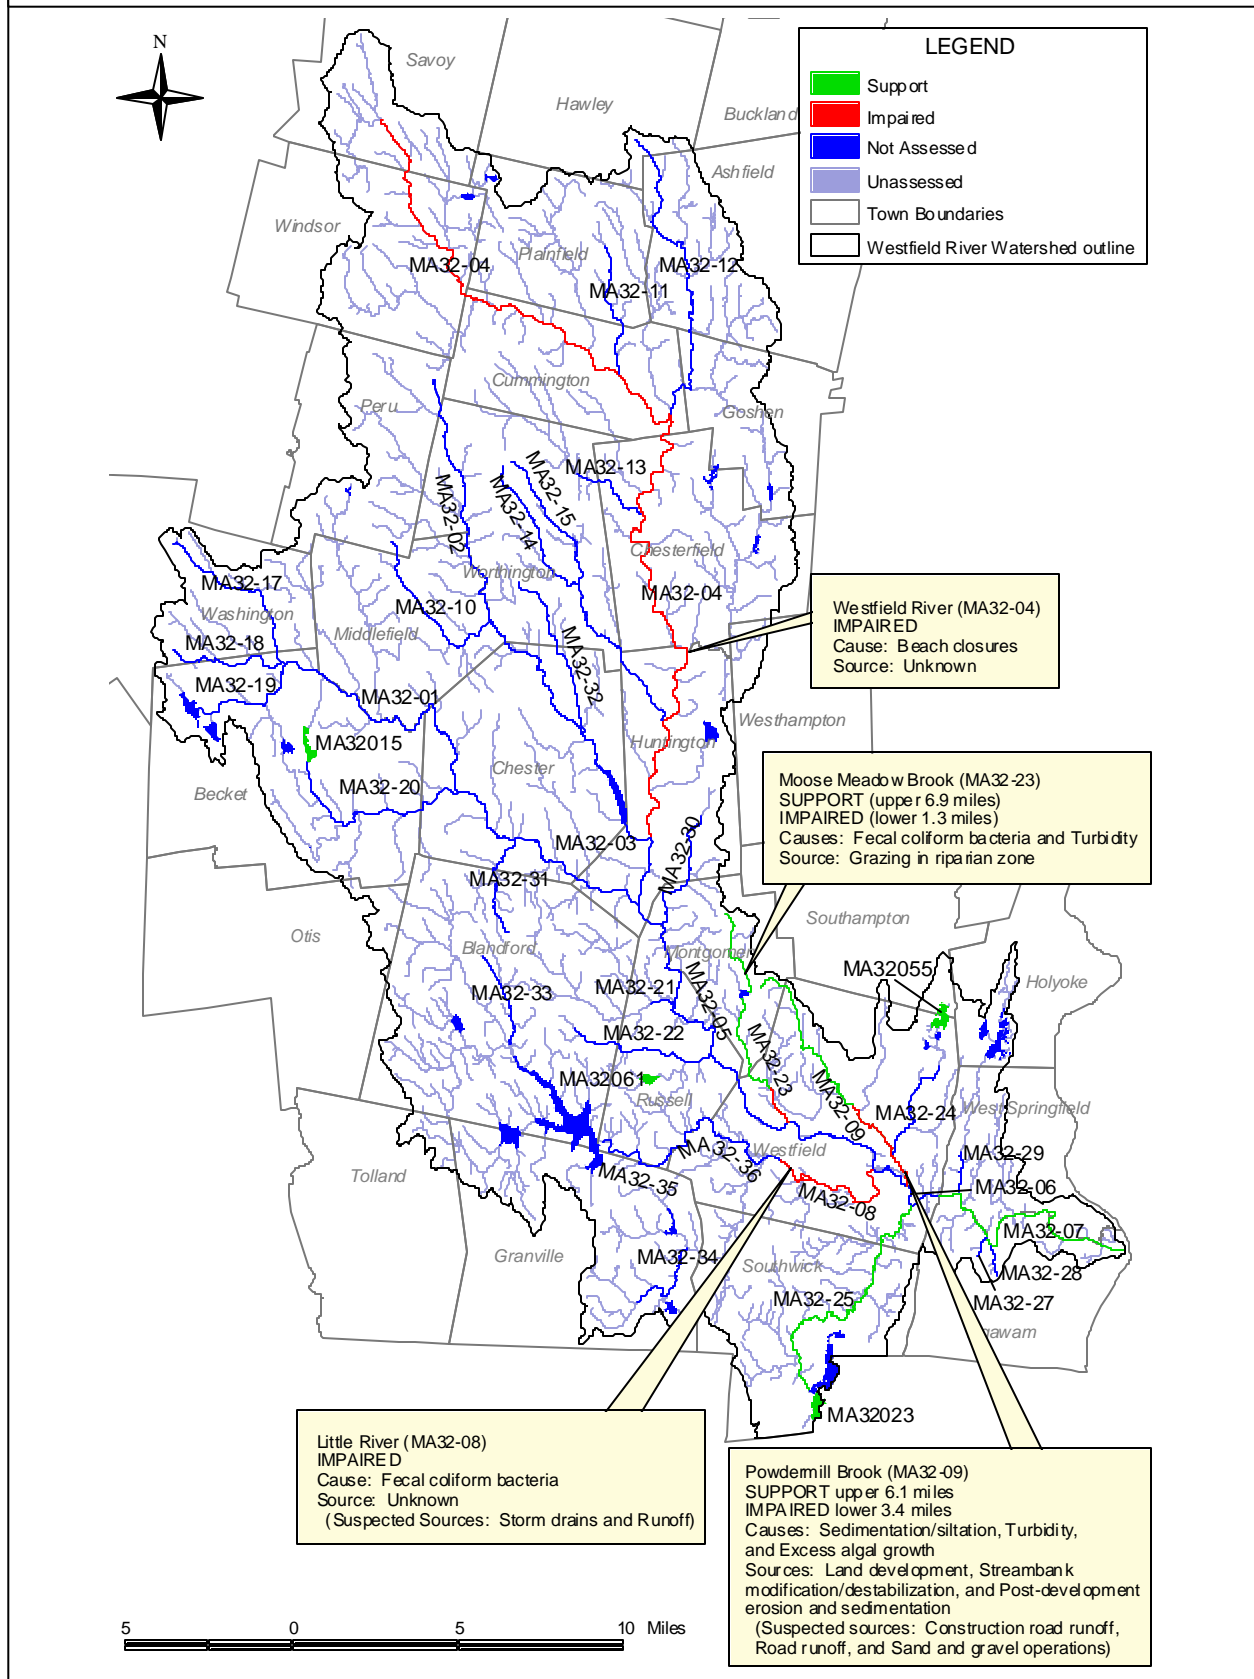 N
Savoy
Hawley
Buckland
Ashfield
Windsor
Plainfield
LEGEND
Support
Impaired
Not Assessed
Unassessed
Town Boundaries
Westfield River Watershed outline
MA32-04
MA32-11
MA32-12
Cummington
Peru
Goshen
MA32-13
MA32-15
MA32-14
MA32-02
Chesterfield
Worthington
MA32-17
Washington
MA32-10
MA32-04
Middlefield
MA32-18
MA32-19
MA32-01
MA32-32
Westfield River (MA32-04)
IMPAIRED
Cause: Beach closures
Source: Unknown
Westhampton
Huntington
MA32015
Chester
Becket
MA32-20
MA32-03
MA32-30
Moose Meadow Brook (MA32-23)
SUPPORT (upper 6.9 miles)
IMPAIRED (lower 1.3 miles)
Causes: Fecal coliform bacteria and Turbidity
Source: Grazing in riparian zone
MA32-31
Otis
Blandford
Montgomer
Southampton
MA32055
Holyoke
MA32-33
MA32-21
MA32-05
MA32-22
MA32-23
MA32061
Russell
MA32-09
MA32-24
West Springfield
Westfield
MA32-29
MA32-36
MA32-06
Tolland
MA32-35
MA32-08
MA32-07
Granville
MA32-34
Southwick
MA32-28
MA32-25
MA32-27
gawam
MA32023
Little River (MA32-08)
IMPAIRED
Cause: Fecal coliform bacteria
Source: Unknown
(Suspected Sources: Storm drains and Runoff)
Powdermill Brook (MA32-09)
SUPPORT upper 6.1 miles
IMPAIRED lower 3.4 miles
Causes: Sedimentation/siltation, Turbidity,
and Excess algal growth
Sources: Land development, Streambank
modification/destabilization, and Post-development
erosion and sedimentation
(Suspected sources: Construction road runoff,
Road runoff, and Sand and gravel operations)
5 0 5 10 Miles